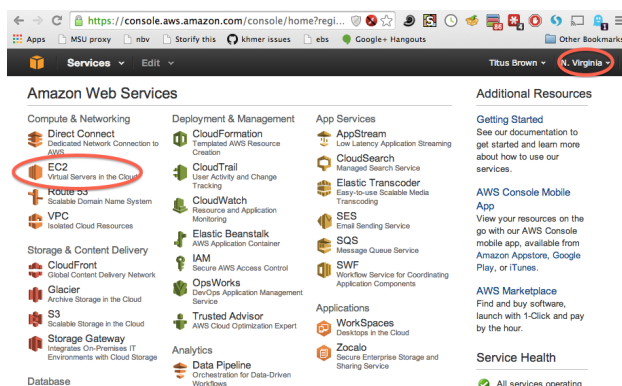 https://console.aws.amazon.com/console/home?regi...
Apps MSU proxy nbv Storify this khmer issues ebs Google+ Hangouts Other Bookmarks
Services Edit Titus Brown N. Virginia
Amazon Web Services
Compute & Networking
Direct Connect
Dedicated Network Connection to
AWS
EC2
Virtual Servers in the Cloud
Route 53
Scalable Domain Name System
VPC
Isolated Cloud Resources
Storage & Content Delivery
CloudFront
Global Content Delivery Network
Glacier
Archive Storage in the Cloud
S3
Scalable Storage in the Cloud
Storage Gateway
Integrates On-Premises IT
Environments with Cloud Storage
Database
Deployment & Management
CloudFormation
Templated AWS Resource
Creation
CloudTrail
User Activity and Change
Tracking
CloudWatch
Resource and Application
Monitoring
Elastic Beanstalk
AWS Application Container
IAM
Secure AWS Access Control
OpsWorks
DevOps Application Management
Service
Trusted Advisor
AWS Cloud Optimization Expert
Analytics
Data Pipeline
Orchestration for Data-Driven
Workflows
App Services
AppStream
Low Latency Application Streaming
CloudSearch
Managed Search Service
Elastic Transcoder
Easy-to-use Scalable Media
Transcoding
SES
Email Sending Service
SQS
Message Queue Service
SWF
Workflow Service for Coordinating
Application Components
Applications
WorkSpaces
Desktops in the Cloud
Zocalo
Secure Enterprise Storage and
Sharing Service
Additional Resources
Getting Started
See our documentation to
get started and learn more
about how to use our
services.
AWS Console Mobile
App
View your resources on the
go with our AWS Console
mobile app, available from
Amazon Appstore, Google
Play, or iTunes.
AWS Marketplace
Find and buy software,
launch with 1-Click and pay
by the hour.
Service Health
All services operating